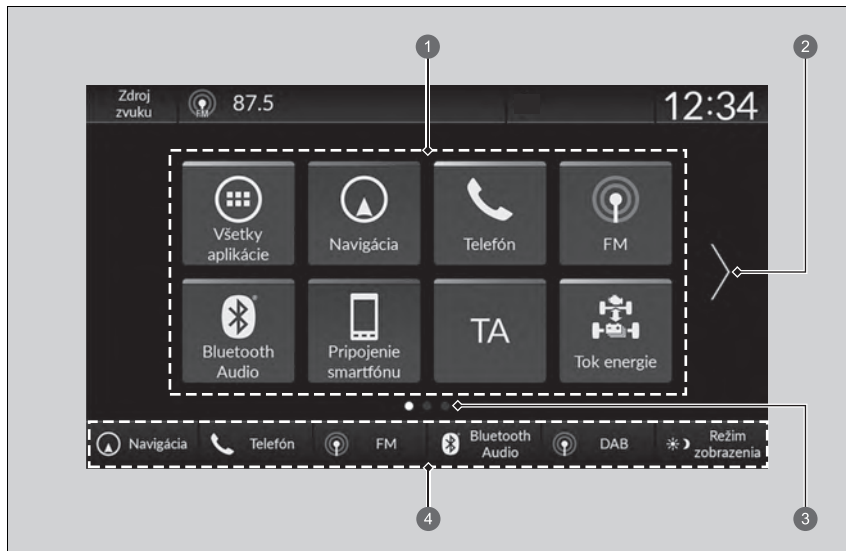 1
2
Zdroj
zvuku
FM
87.5
12:34
Všetky
aplikácie
Navigácia
Telefón
FM
Bluetooth
Audio
Pripojenie
smartfónu
TA
Tok energie
Navigácia
Telefón
FM
Bluetooth
Audio
DAB
Režim
zobrazenia
4
3